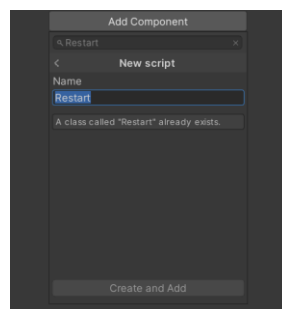 Add Component
Restart
New script
Name
Restart
A class called "Restart" already exists.
Create and Add